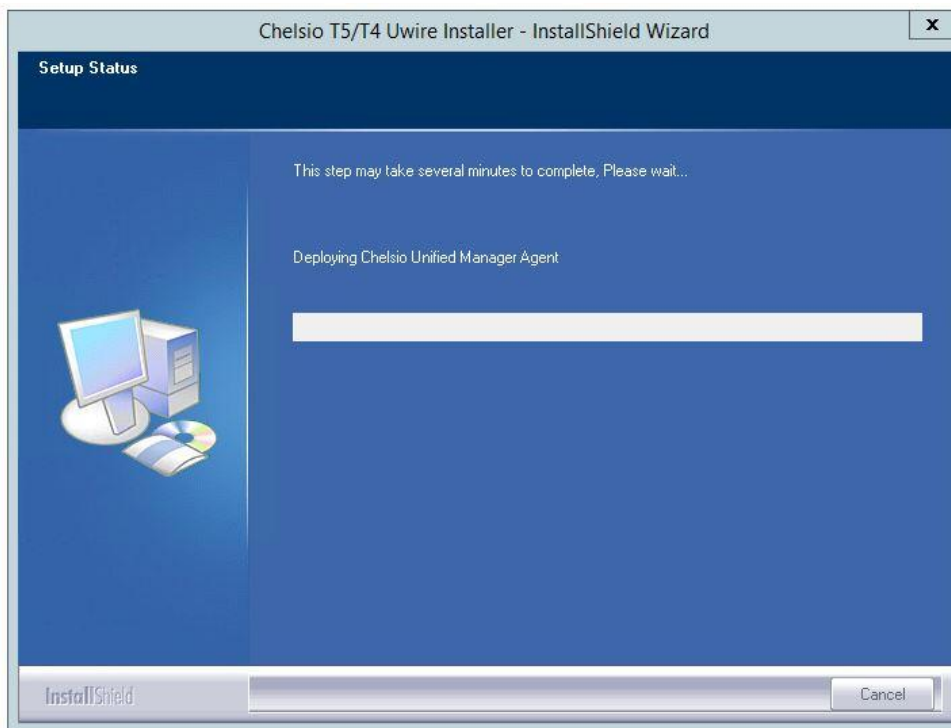 Chelsio T5/T4 Uwire Installer - InstallShield Wizard
x
Setup Status
This step may take several minutes to complete, Please wait...
Deploying Chelsio Unified Manager Agent
InstallShield
Cancel